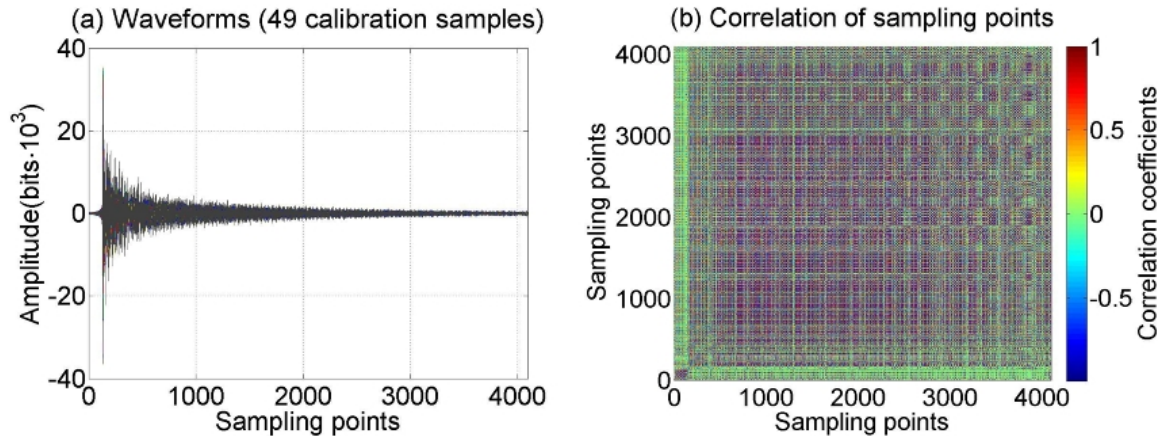 (a) Waveforms (49 calibration samples)
40
20
0
-20
-40
Amplitude(bits·10³)
0 1000 2000 3000 4000
Sampling points
(b) Correlation of sampling points
4000
3000
2000
1000
0
Sampling points
0 1000 2000 3000 4000
Sampling points
1
0.5
0
-0.5
Correlation coefficients